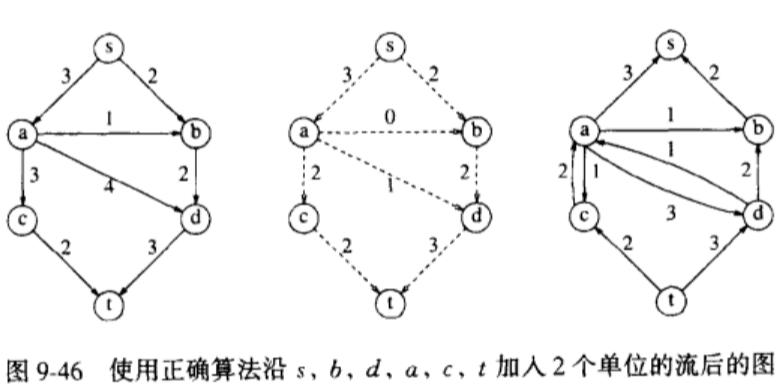 s s s
3 2 3 2 3 2
1 0 1
a b a b a b
1
3 4 2 2 1 2 2 1 3 2
c d c d c d
2 3 2 3 2 3
t t t
图 9-46 使用正确算法沿 s、b、d、a、c、t 加入 2 个单位的流后的图